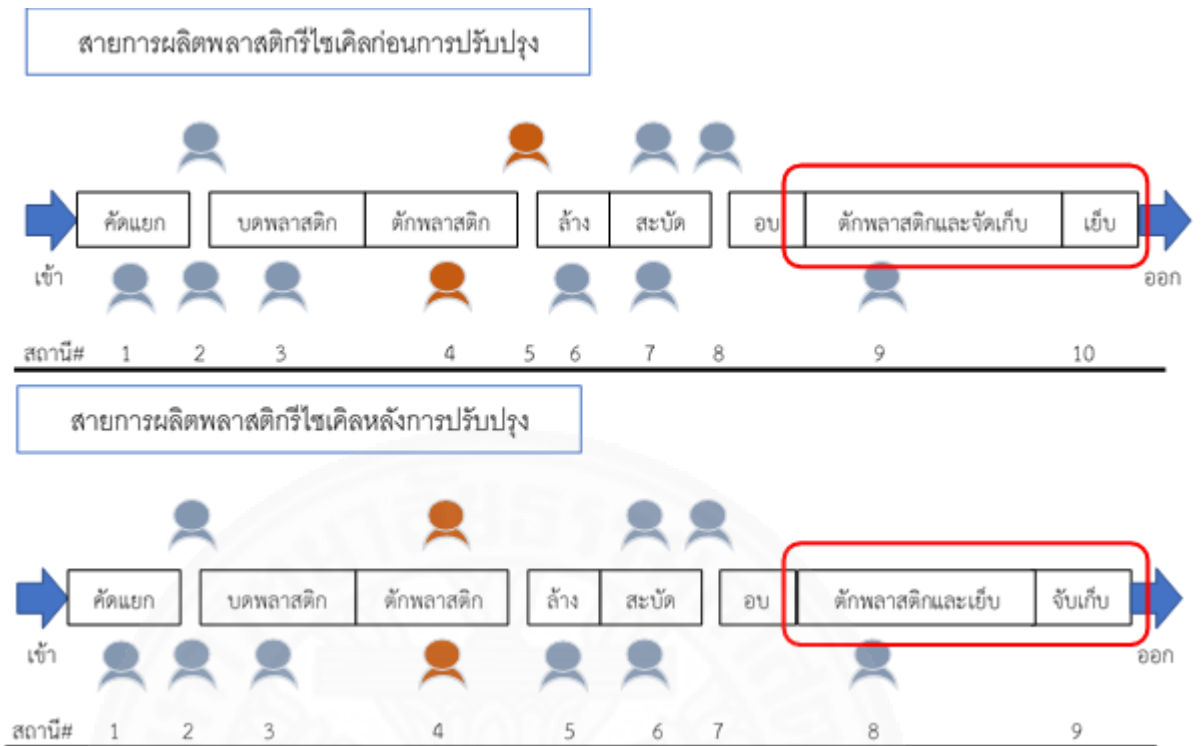 สายการผลิตพลาสติกรีไซเคิลก่อนการปรับปรุง
คัดแยก บดพลาสติก ตักพลาสติก ล้าง สะบัด อบ ตักพลาสติกและจัดเก็บ เย็บ
เข้า ออก
สถานี# 1 2 3 4 5 6 7 8 9 10
สายการผลิตพลาสติกรีไซเคิลหลังการปรับปรุง
คัดแยก บดพลาสติก ตักพลาสติก ล้าง สะบัด อบ ตักพลาสติกและเย็บ จับเก็บ
เข้า ออก
สถานี# 1 2 3 4 5 6 7 8 9